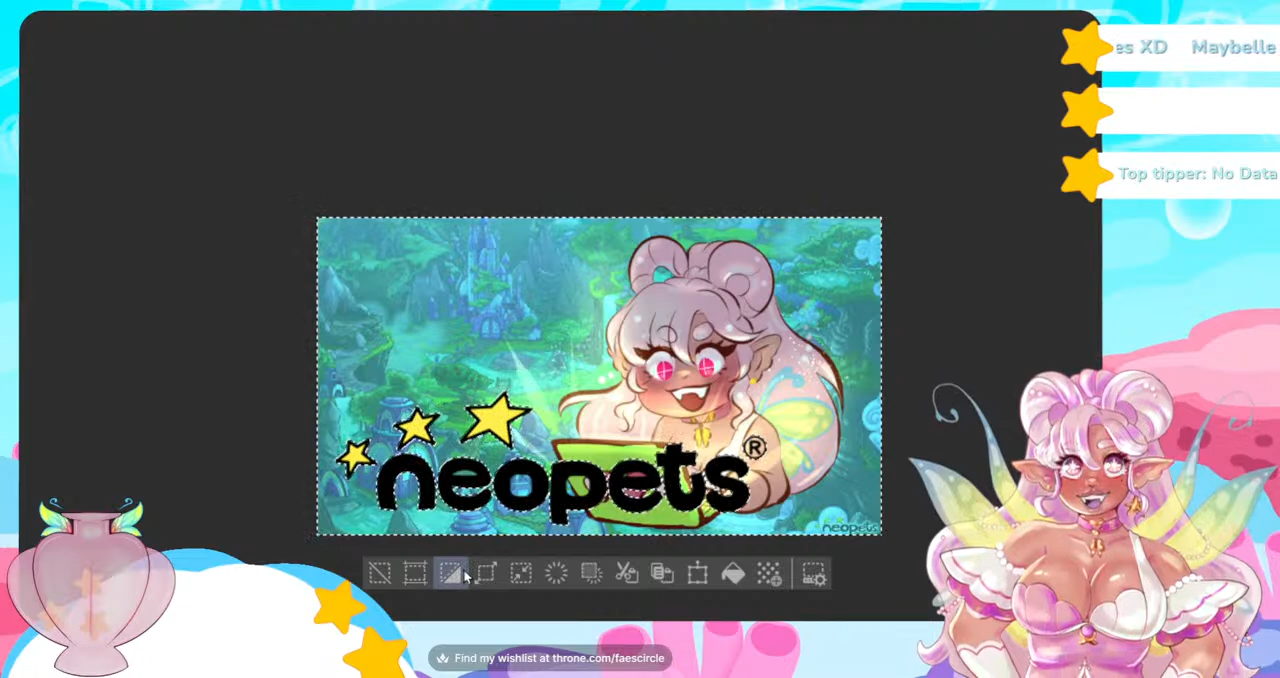 es XD Maybelle
Top tipper: No Data
neopets®
neopets
Find my wishlist at throne.com/faescircle